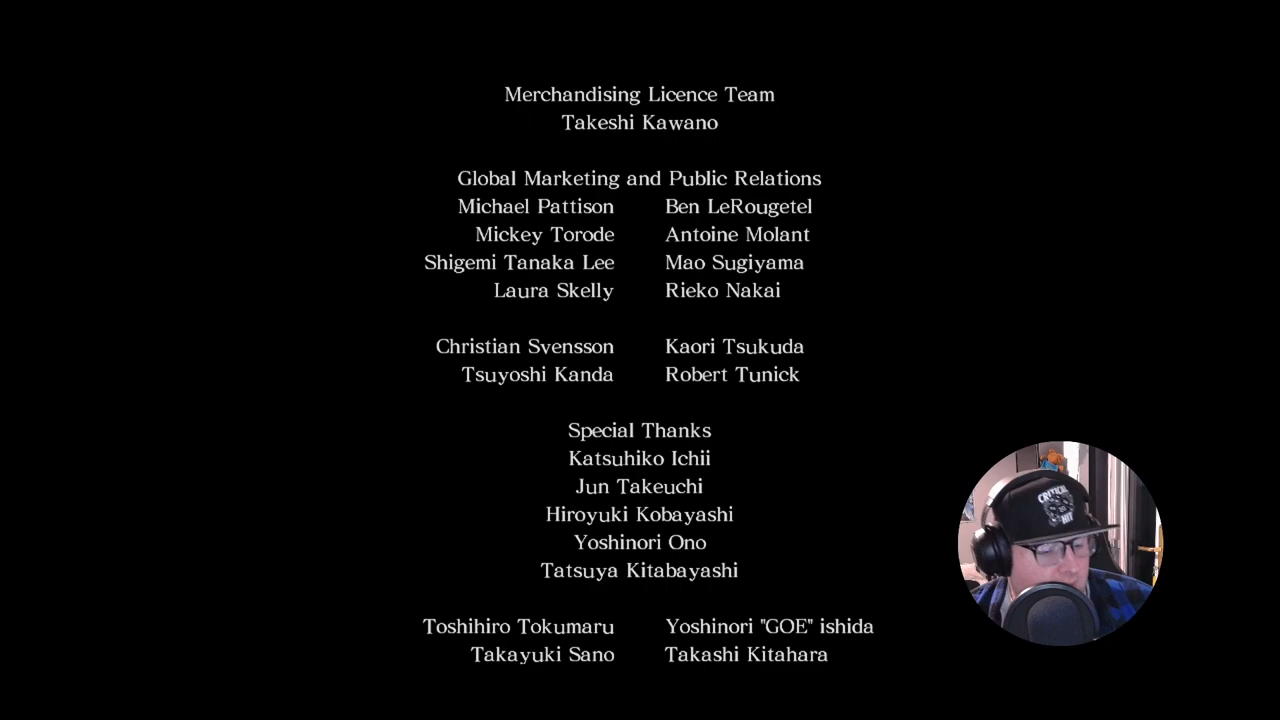 Merchandising Licence Team
Takeshi Kawano
Global Marketing and Public Relations
Michael Pattison Ben LeRougetel
Mickey Torode Antoine Molant
Shigemi Tanaka Lee Mao Sugiyama
Laura Skelly Rieko Nakai
Christian Svensson Kaori Tsukuda
Tsuyoshi Kanda Robert Tunick
Special Thanks
Katsuhiko Ichii
Jun Takeuchi
Hiroyuki Kobayashi
Yoshinori Ono
Tatsuya Kitabayashi
Toshihiro Tokumaru Yoshinori "GOE" ishida
Takayuki Sano Takashi Kitahara
CRITICAL
HIT